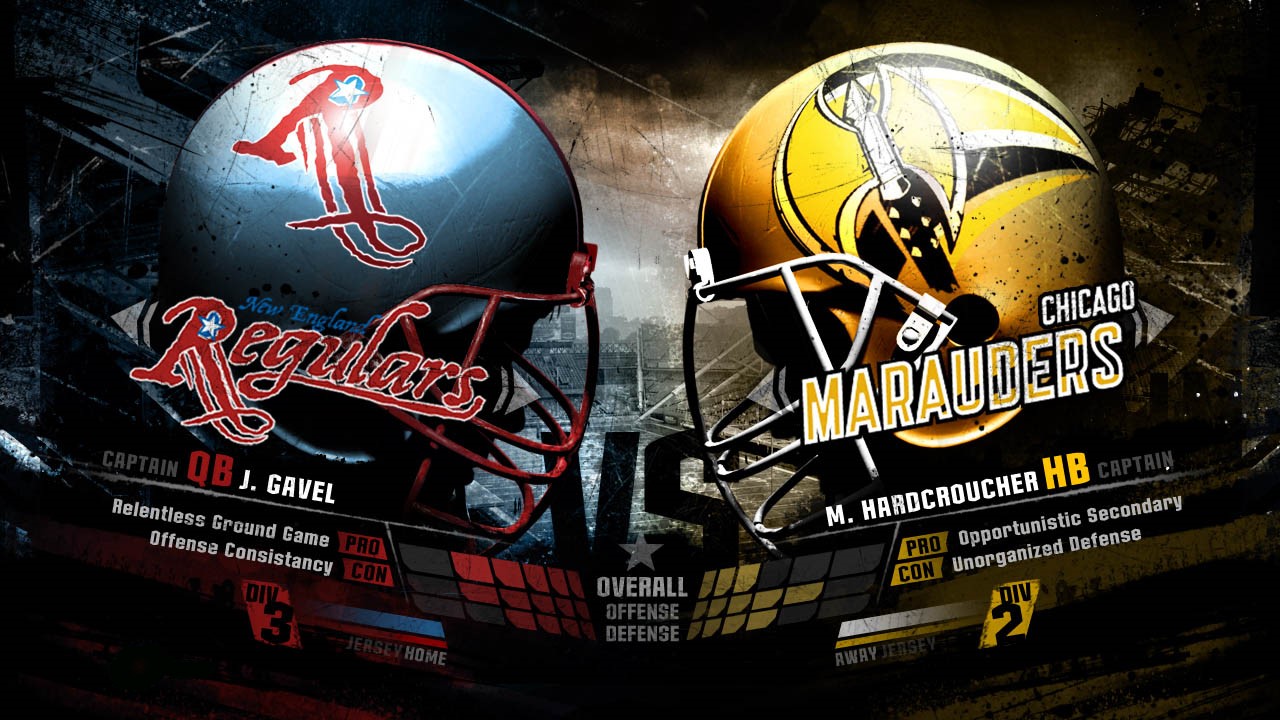 New England
Regulars
CAPTAIN QB J. GAVEL
Relentless Ground Game PRO
Offense Consistancy CON
DIV 3
JERSEY HOME
VS
OVERALL
OFFENSE
DEFENSE
CHICAGO
MARAUDERS
M. HARDCROUCHER HB CAPTAIN
PRO Opportunistic Secondary
CON Unorganized Defense
DIV 2
AWAY JERSEY